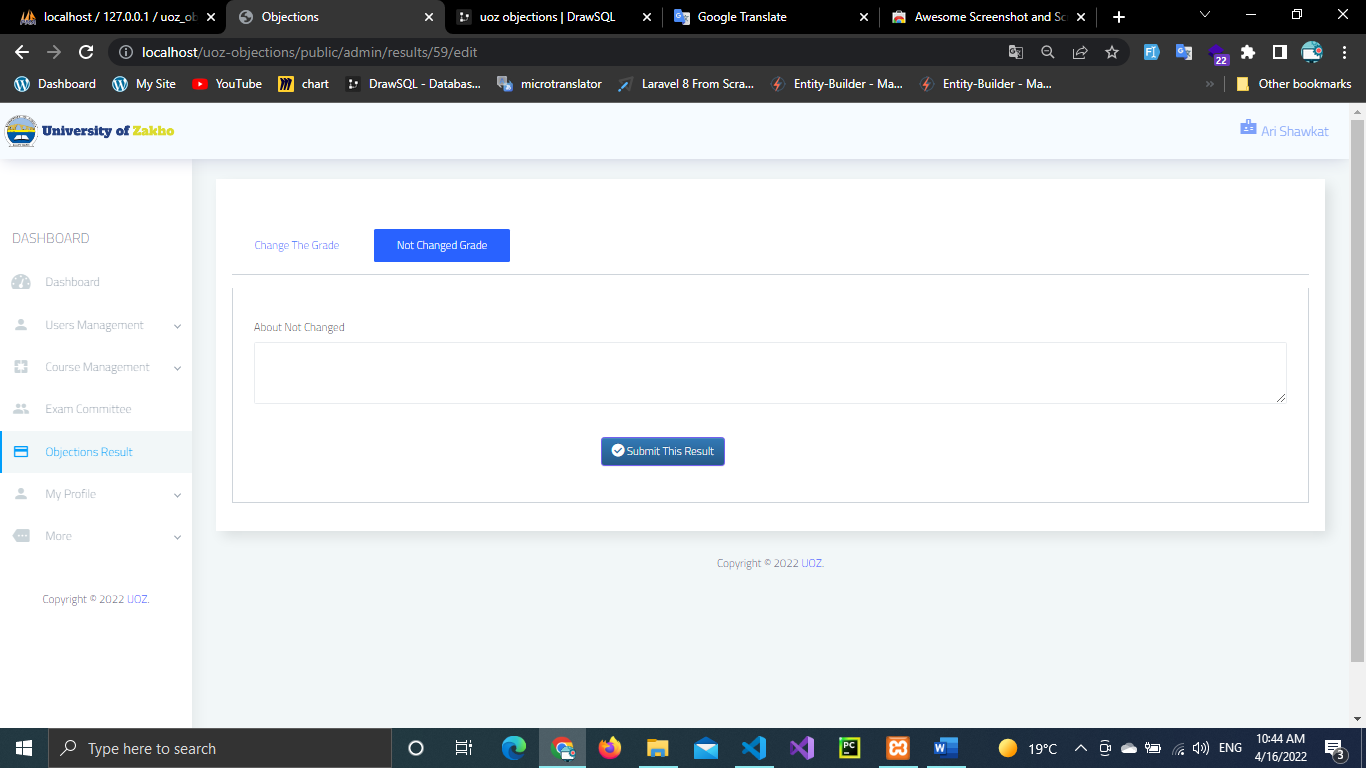 localhost / 127.0.0.1 / uoz_ob
Objections
uoz objections | DrawSQL
Google Translate
Awesome Screenshot and Sc
localhost/uoz-objections/public/admin/results/59/edit
22
Dashboard
My Site
YouTube
chart
DrawSQL - Databas...
microtranslator
Laravel 8 From Scra...
Entity-Builder - Ma...
Entity-Builder - Ma...
Other bookmarks
University of Zakho
Ari Shawkat
DASHBOARD
Dashboard
Users Management
Course Management
Exam Committee
Objections Result
My Profile
More
Copyright © 2022 UOZ.
Change The Grade
Not Changed Grade
About Not Changed
Submit This Result
Copyright © 2022 UOZ.
Type here to search
19°C
ENG
10:44 AM
4/16/2022
3